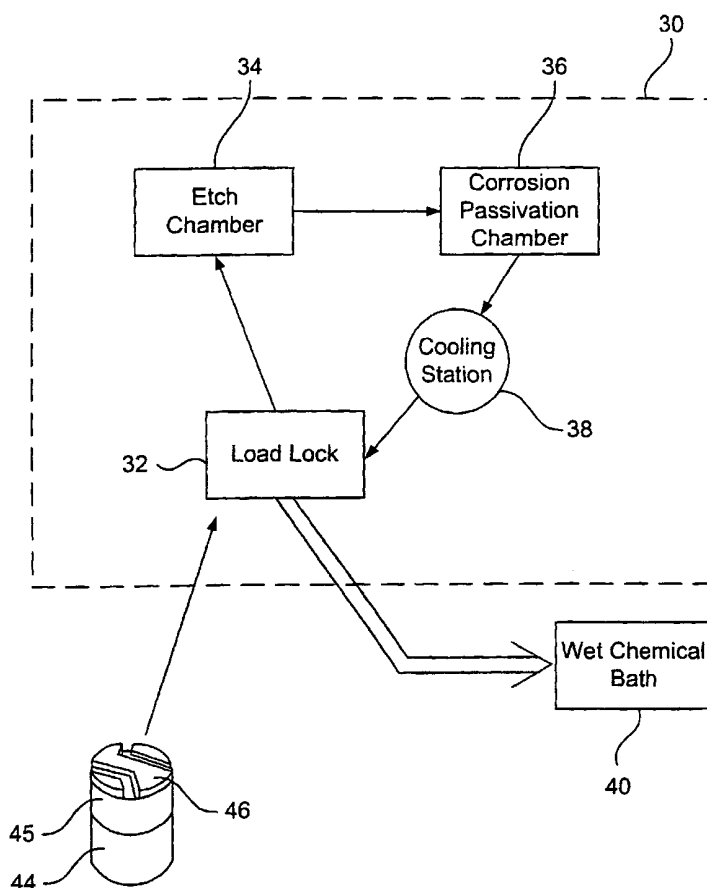 30
34
36
Etch
Chamber
Corrosion
Passivation
Chamber
Cooling
Station
38
32
Load Lock
Wet Chemical
Bath
40
45
46
44